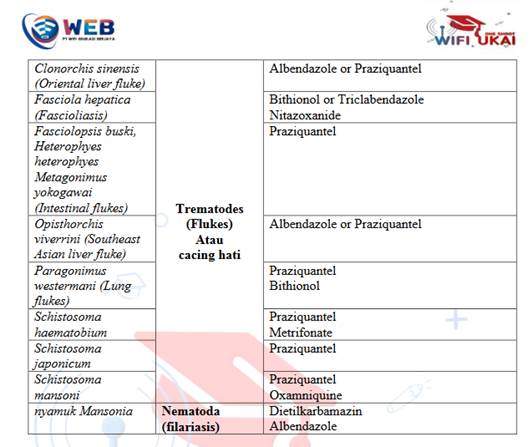 WEB
PT WIFI EDUKASI BERJAYA
ONE SHOOT
WIFI UKAI
Clonorchis sinensis
(Oriental liver fluke)
Albendazole or Praziquantel
Fasciola hepatica
(Fascioliasis)
Bithionol or Triclabendazole
Nitazoxanide
Fasciolopsis buski,
Heterophyes
heterophyes
Metagonimus
yokogawai
(Intestinal flukes)
Praziquantel
Trematodes
(Flukes)
Atau
cacing hati
Opisthorchis
viverrini (Southeast
Asian liver fluke)
Albendazole or Praziquantel
Paragonimus
westermani (Lung
flukes)
Praziquantel
Bithionol
Schistosoma
haematobium
Praziquantel
Metrifonate
Schistosoma
japonicum
Praziquantel
Schistosoma
mansoni
Praziquantel
Oxamniquine
nyamuk Mansonia
Nematoda
(filariasis)
Dietilkarbamazin
Albendazole